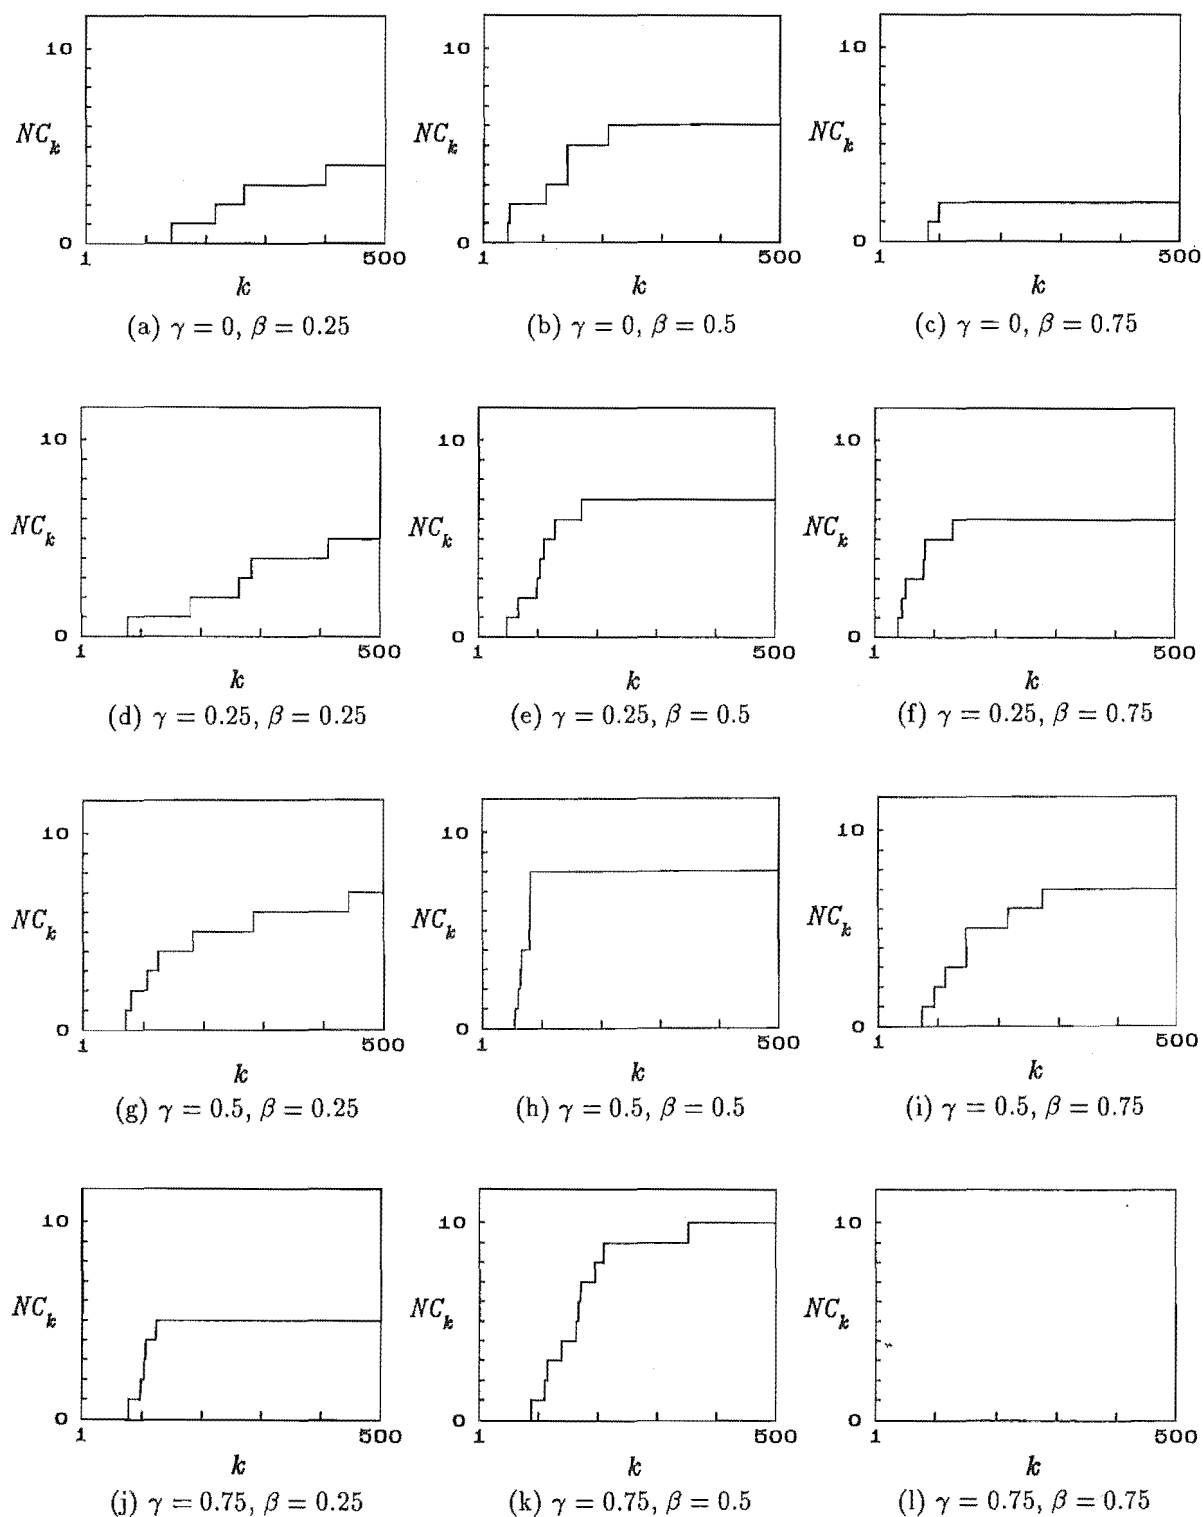 10
NC_k
0
1
500
k
(a) γ = 0, β = 0.25
10
NC_k
0
1
500
k
(b) γ = 0, β = 0.5
10
NC_k
0
1
500
k
(c) γ = 0, β = 0.75
10
NC_k
0
1
500
k
(d) γ = 0.25, β = 0.25
10
NC_k
0
1
500
k
(e) γ = 0.25, β = 0.5
10
NC_k
0
1
500
k
(f) γ = 0.25, β = 0.75
10
NC_k
0
1
500
k
(g) γ = 0.5, β = 0.25
10
NC_k
0
1
500
k
(h) γ = 0.5, β = 0.5
10
NC_k
0
1
500
k
(i) γ = 0.5, β = 0.75
10
NC_k
0
1
500
k
(j) γ = 0.75, β = 0.25
10
NC_k
0
1
500
k
(k) γ = 0.75, β = 0.5
10
NC_k
0
1
500
k
(l) γ = 0.75, β = 0.75